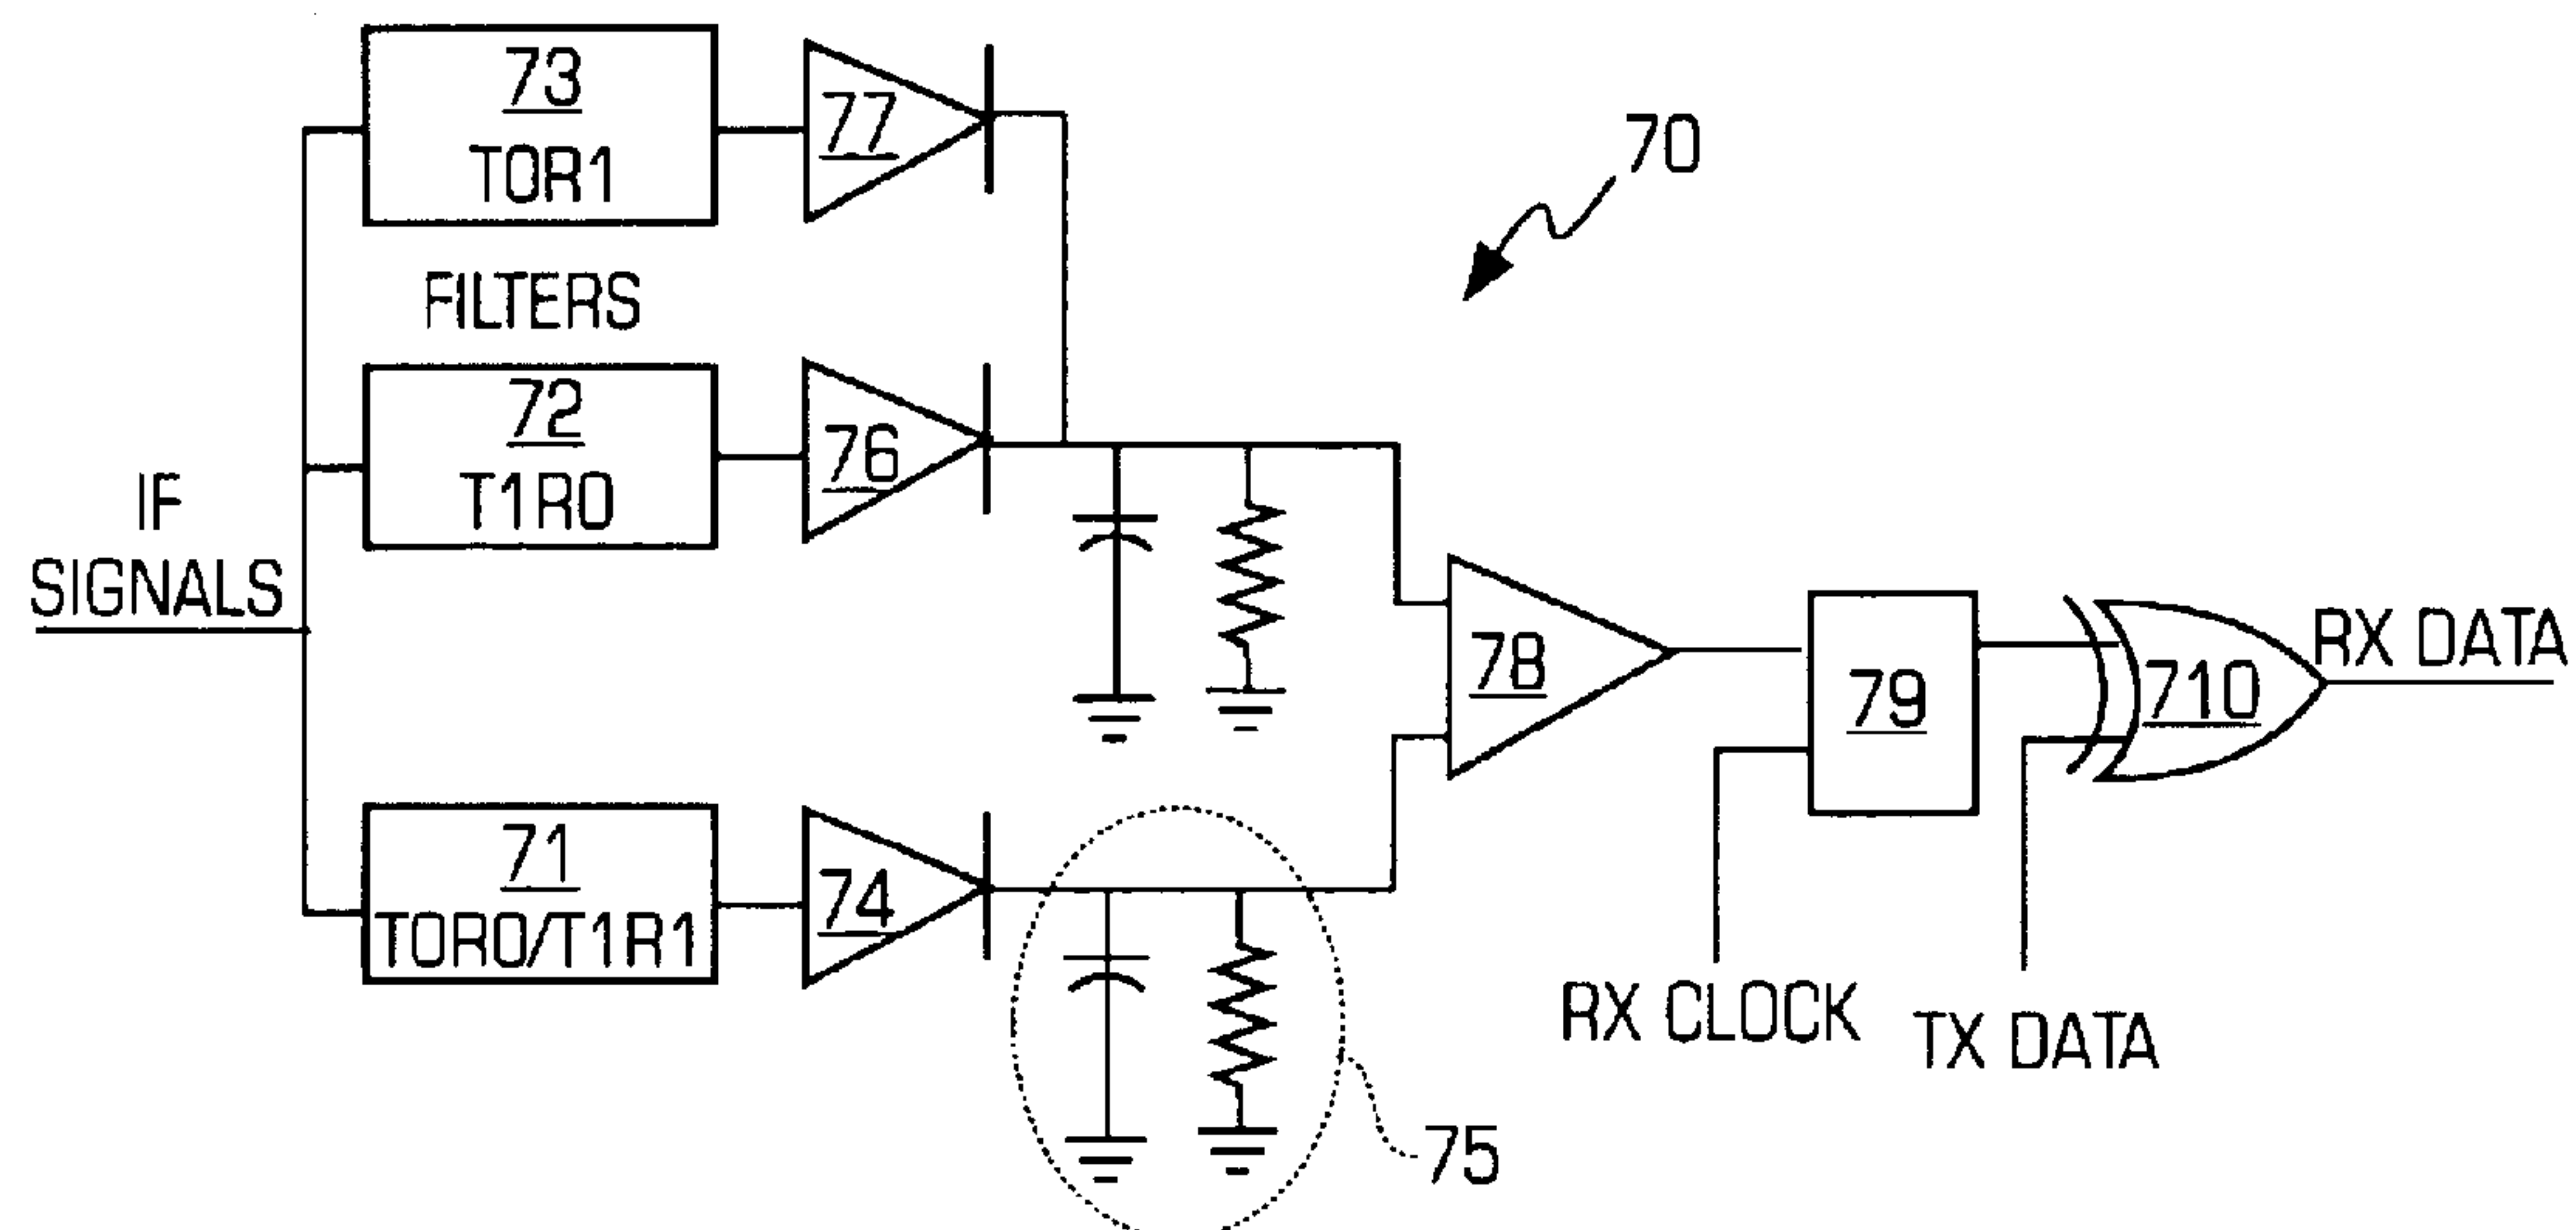 73
T0R1
77
70
FILTERS
72
T1R0
76
IF
SIGNALS
78
79
710
RX DATA
71
T0R0/T1R1
74
RX CLOCK
TX DATA
75